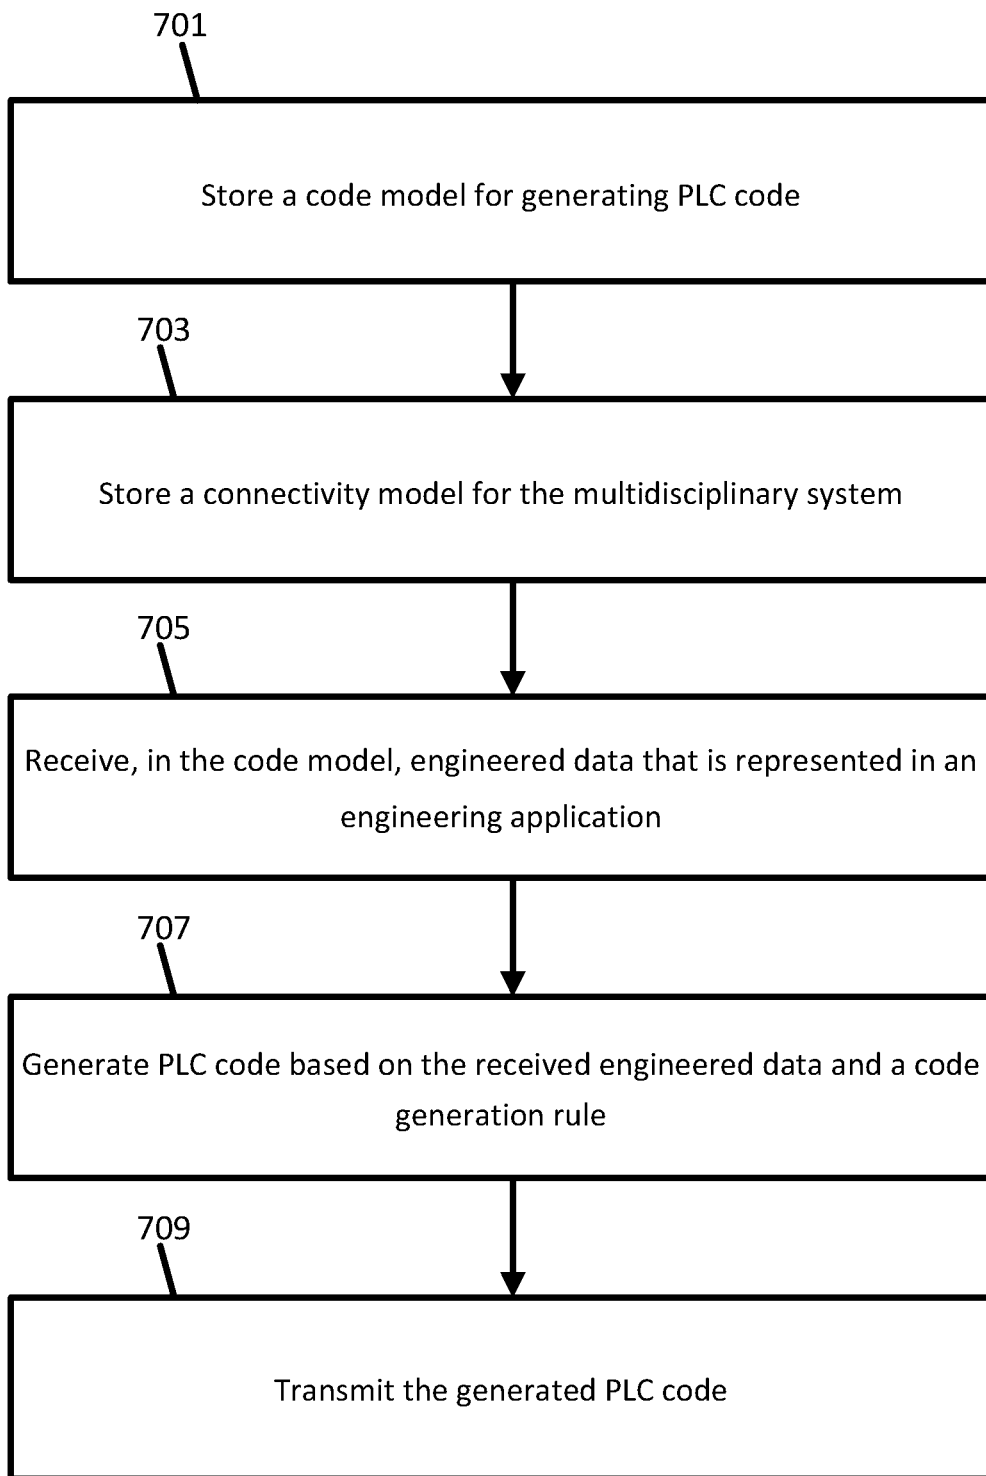 701
Store a code model for generating PLC code
703
Store a connectivity model for the multidisciplinary system
705
Receive, in the code model, engineered data that is represented in an
engineering application
707
Generate PLC code based on the received engineered data and a code
generation rule
709
Transmit the generated PLC code